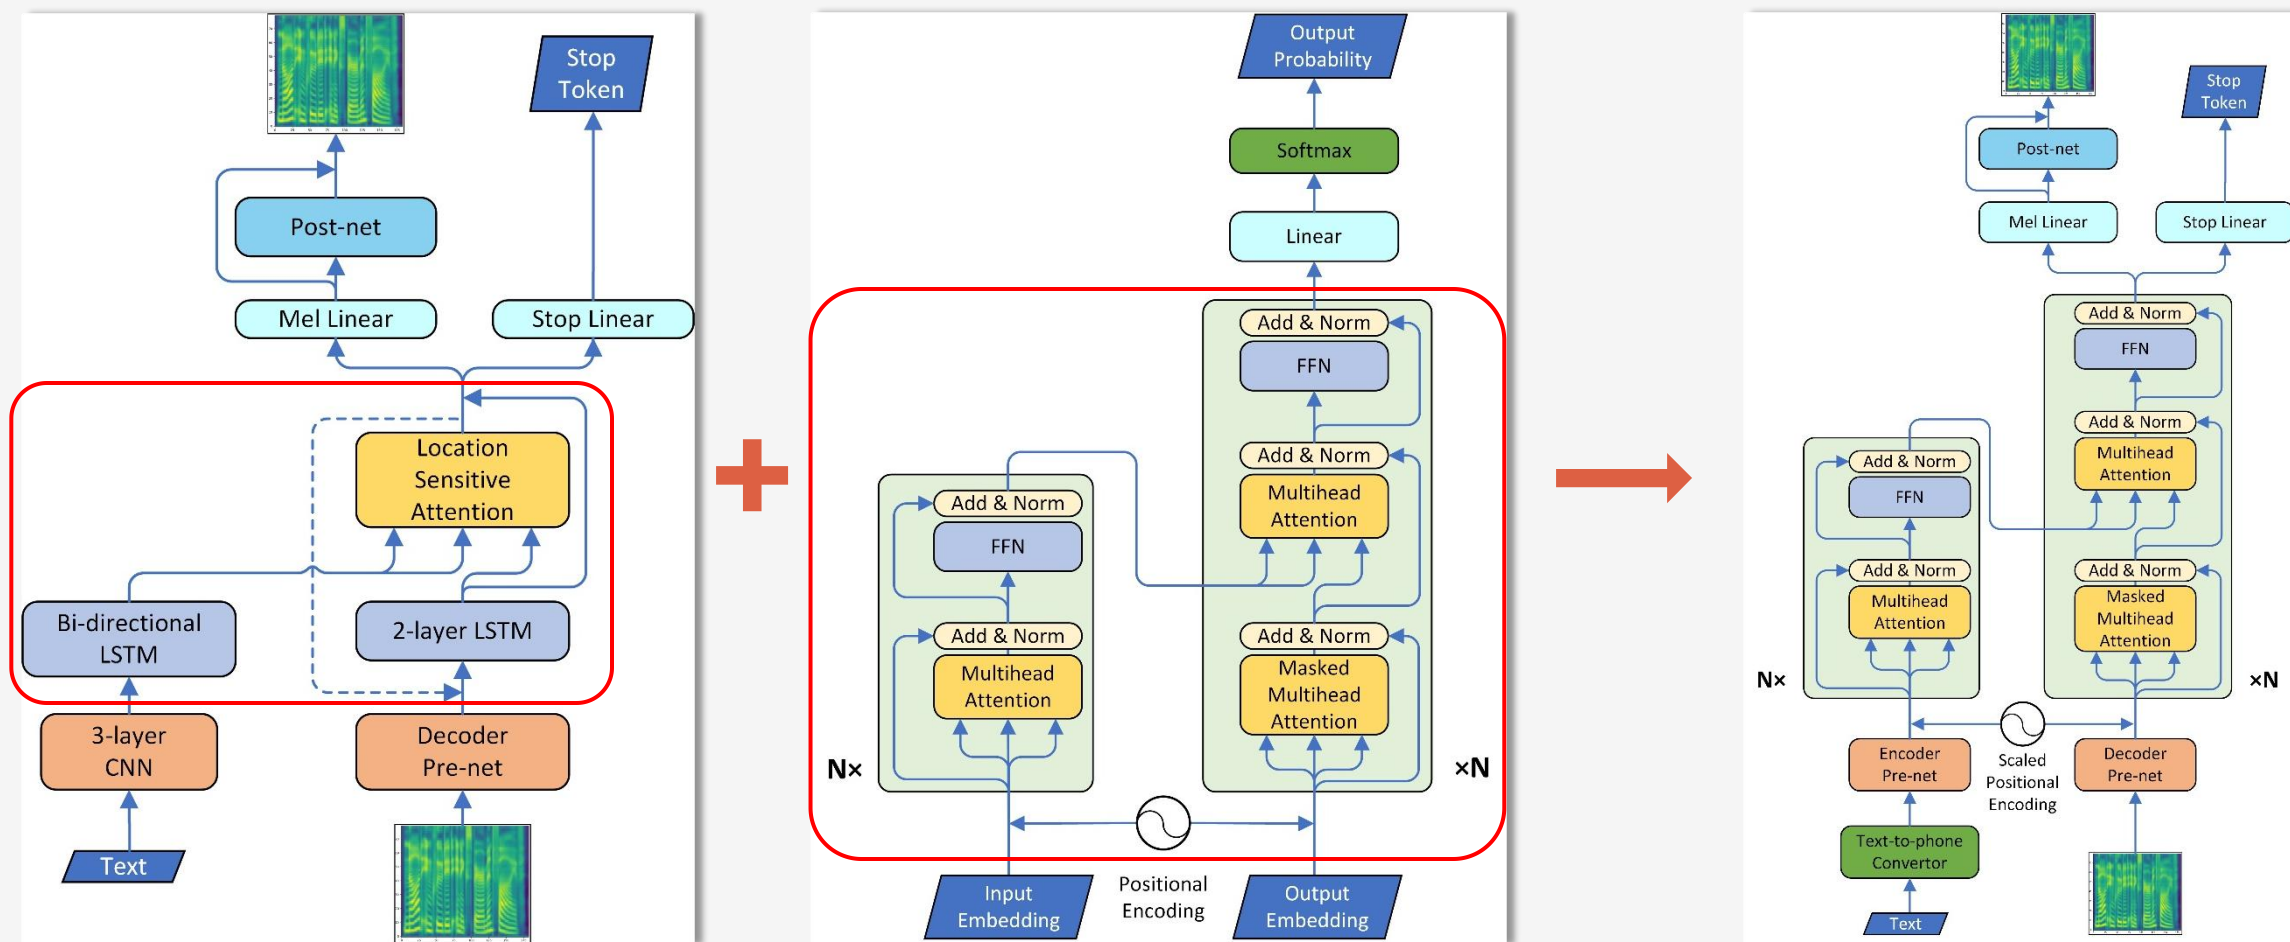 Stop
Token
Post-net
Mel Linear
Stop Linear
Location
Sensitive
Attention
Bi-directional
LSTM
2-layer LSTM
3-layer
CNN
Decoder
Pre-net
Text
Output
Probability
Softmax
Linear
Add & Norm
FFN
Add & Norm
Multihead
Attention
Add & Norm
FFN
Add & Norm
Multihead
Attention
Add & Norm
Masked
Multihead
Attention
N×
×N
Input
Embedding
Positional
Encoding
Output
Embedding
Stop
Token
Post-net
Mel Linear
Stop Linear
Add & Norm
FFN
Add & Norm
Multihead
Attention
Add & Norm
FFN
Add & Norm
Multihead
Attention
Add & Norm
Masked
Multihead
Attention
N×
×N
Encoder
Pre-net
Scaled
Positional
Encoding
Decoder
Pre-net
Text-to-phone
Convertor
Text